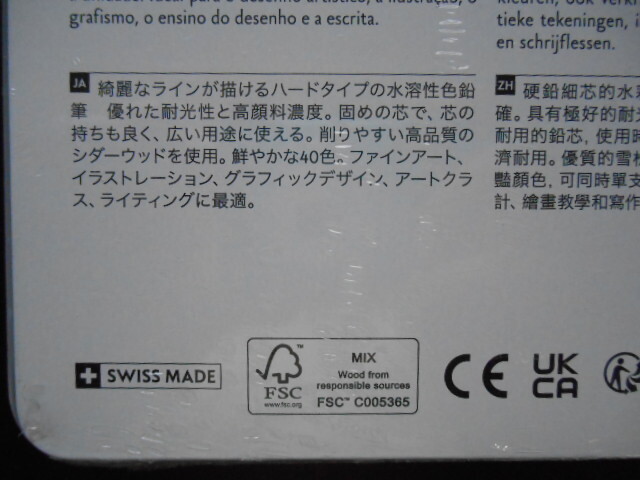 grafismo, o ensino do desenho e a escrita.
tieke tekeningen,
en schrijflessen.
JA 綺麗なラインが描けるハードタイプの水溶性色鉛
筆 優れた耐光性と高顔料濃度。固めの芯で、芯の
持ちも良く、広い用途に使える。削りやすい高品質の
シダーウッドを使用。鮮やかな40色。ファインアート、
イラストレーション、グラフィックデザイン、アートクラ
ス、ライティングに最適。
ZH 硬鉛細芯的水
確。具有極好的耐
耐用的鉛芯，使用時
濟耐用。優質的雪松
豔顏色，可同時單支
計、繪畫教學和寫作
SWISS MADE
FSC
www.fsc.org
MIX
Wood from
responsible sources
FSC™ C005365
CE
UK
CA